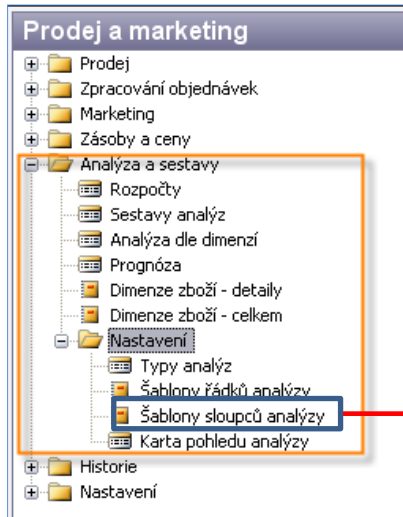 Prodej a marketing
Prodej
Zpracování objednávek
Marketing
Zásoby a ceny
Analýza a sestavy
Rozpočty
Sestavy analýz
Analýza dle dimenzí
Prognóza
Dimenze zboží - detaily
Dimenze zboží - celkem
Nastavení
Typy analýz
Šablony řádků analýzy
Šablony sloupců analýzy
Karta pohledu analýzy
Historie
Nastavení